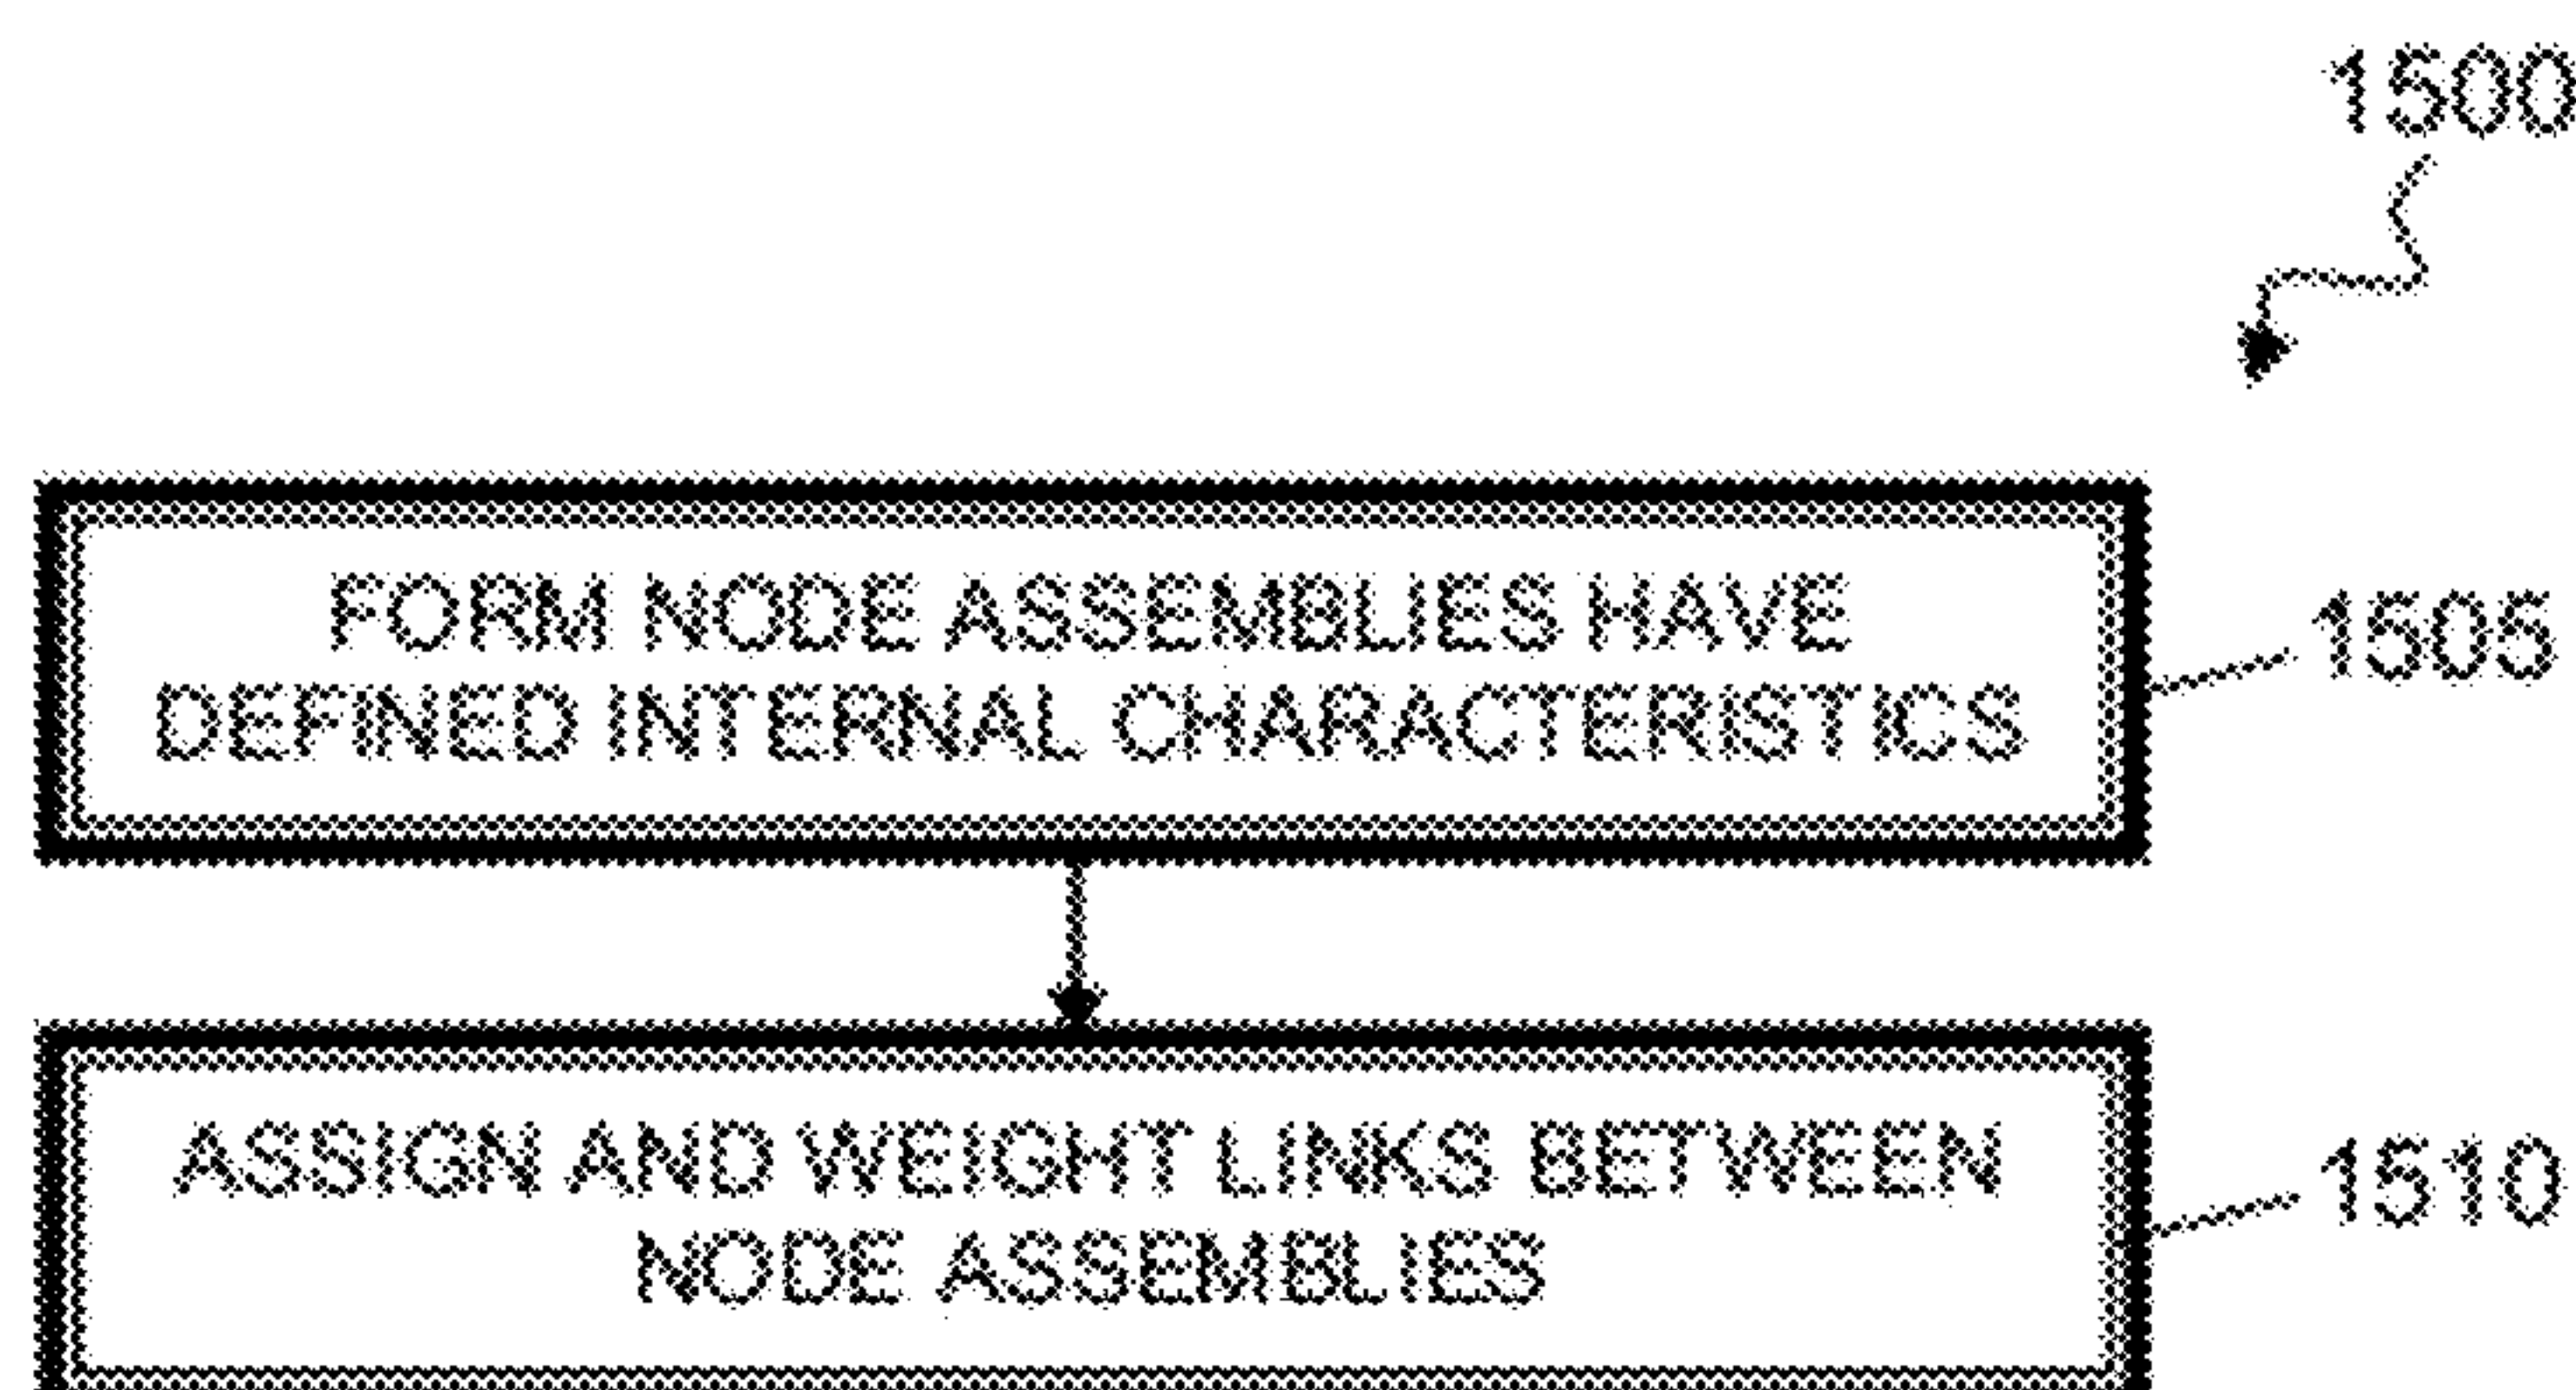 1500
FORM NODE ASSEMBLIES HAVE
DEFINED INTERNAL CHARACTERISTICS
1505
ASSIGN AND WEIGHT LINKS BETWEEN
NODE ASSEMBLIES
1510